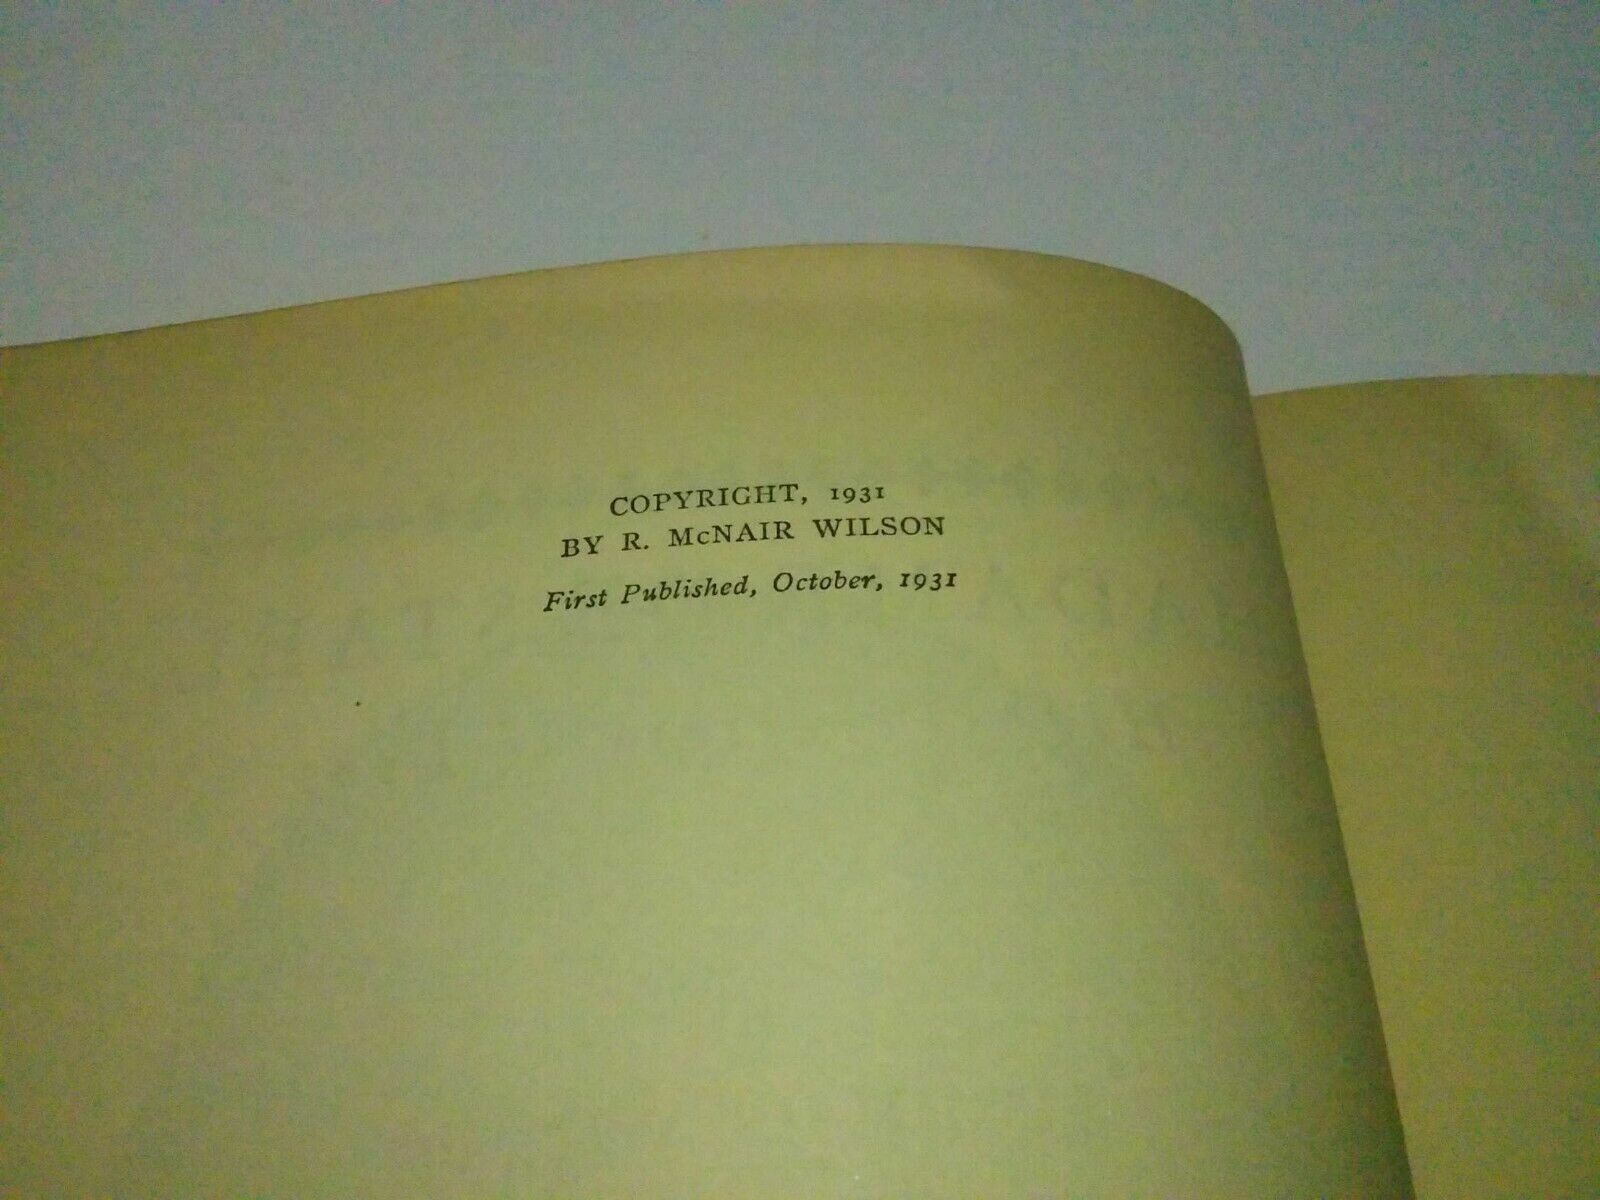 COPYRIGHT, 1931
BY R. McNAIR WILSON
First Published, October, 1931